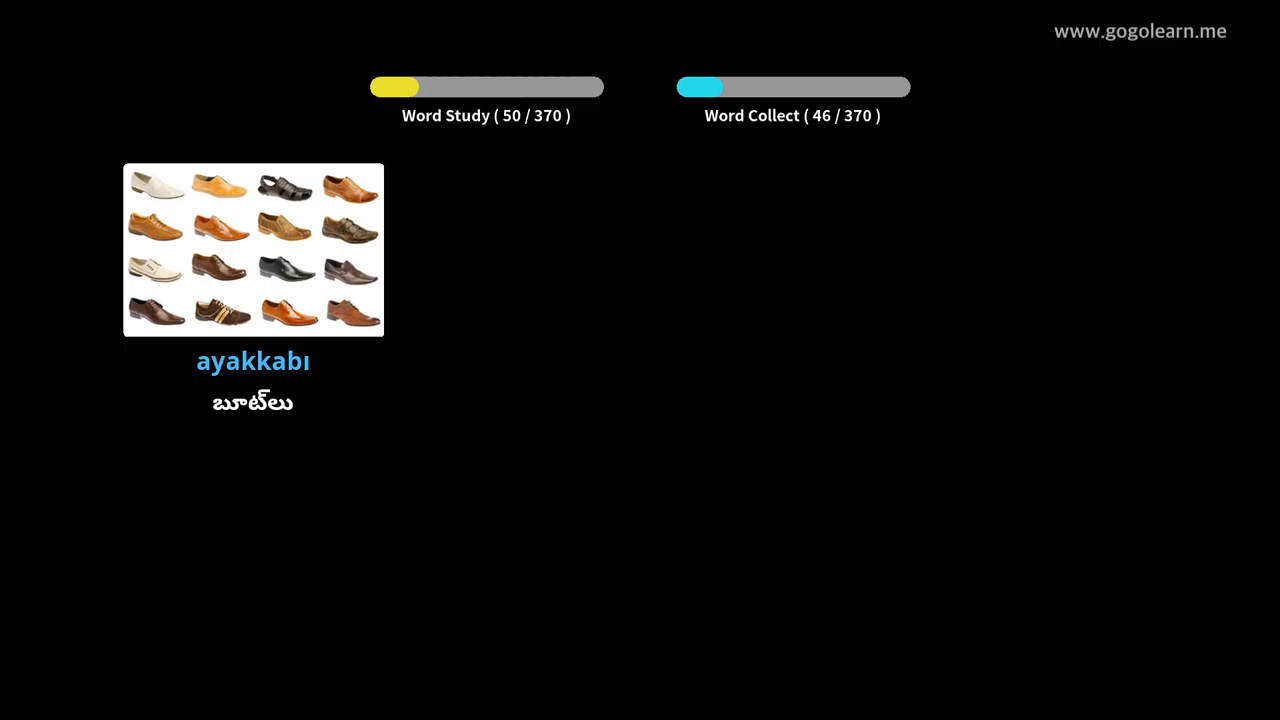 www.gogolearn.me
Word Study ( 50 / 370 )
Word Collect ( 46 / 370 )
ayakkabı
బూట్‌లు